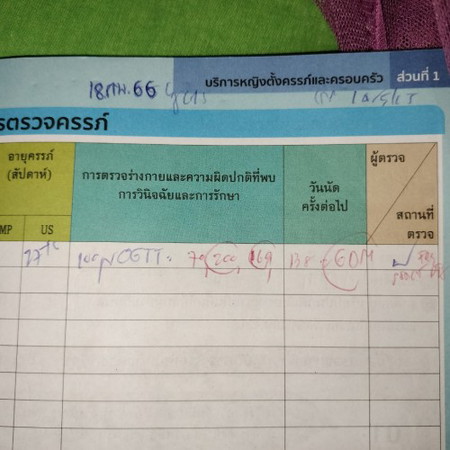 บริการหญิงตั้งครรภ์และครอบครัว ส่วนที่ 1
18 กพ. 66
รตรวจครรภ์
อายุครรภ์
(สัปดาห์)
MP US
การตรวจร่างกายและความผิดปกติที่พบ
การวินิจฉัยและการรักษา
วันนัด
ครั้งต่อไป
ผู้ตรวจ
สถานที่
ตรวจ
27 OGTT : 79, 200, 169, 138 GDM